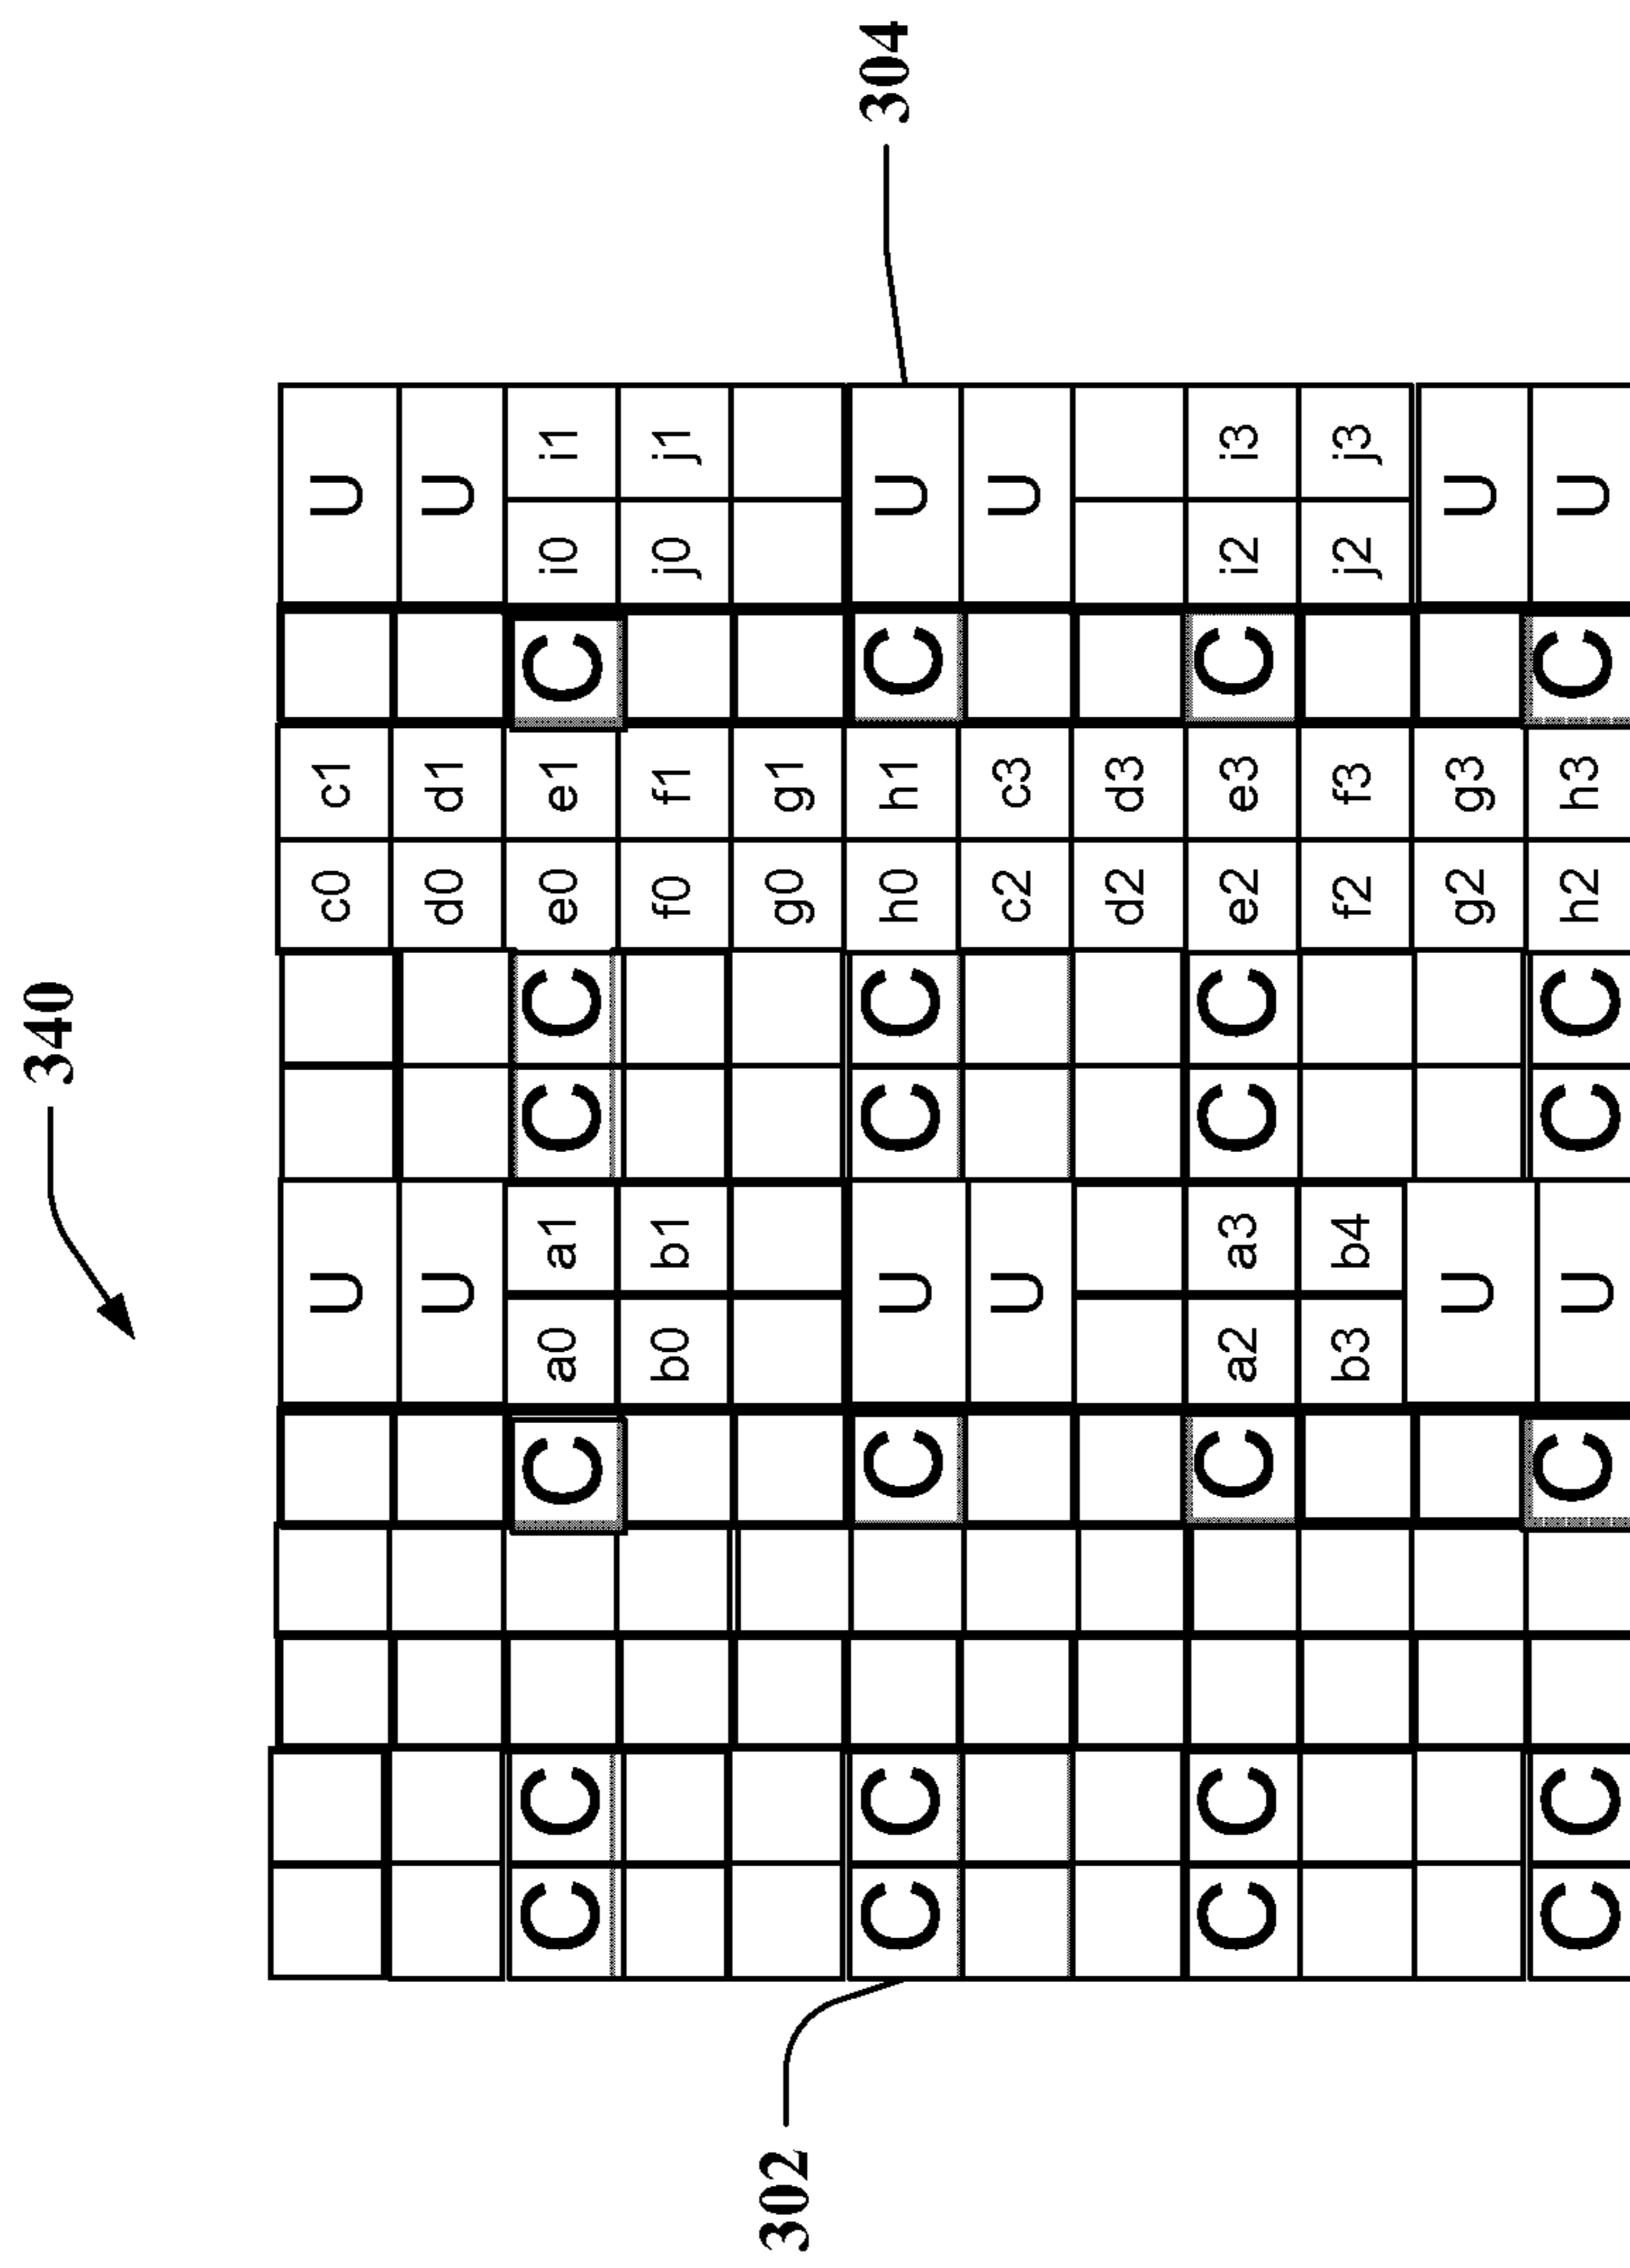 340
U c0 c1 U
U d0 d1 U
C C C a0 a1 C C e0 e1 C i0 i1
b0 b1 f0 f1 j0 j1
302 g0 g1
C C C U C C h0 h1 C U 304
U c2 c3 U
d2 d3
C C C a2 a3 C C e2 e3 C i2 i3
b3 b4 f2 f3 j2 j3
U g2 g3 U
C C C U C C h2 h3 C U